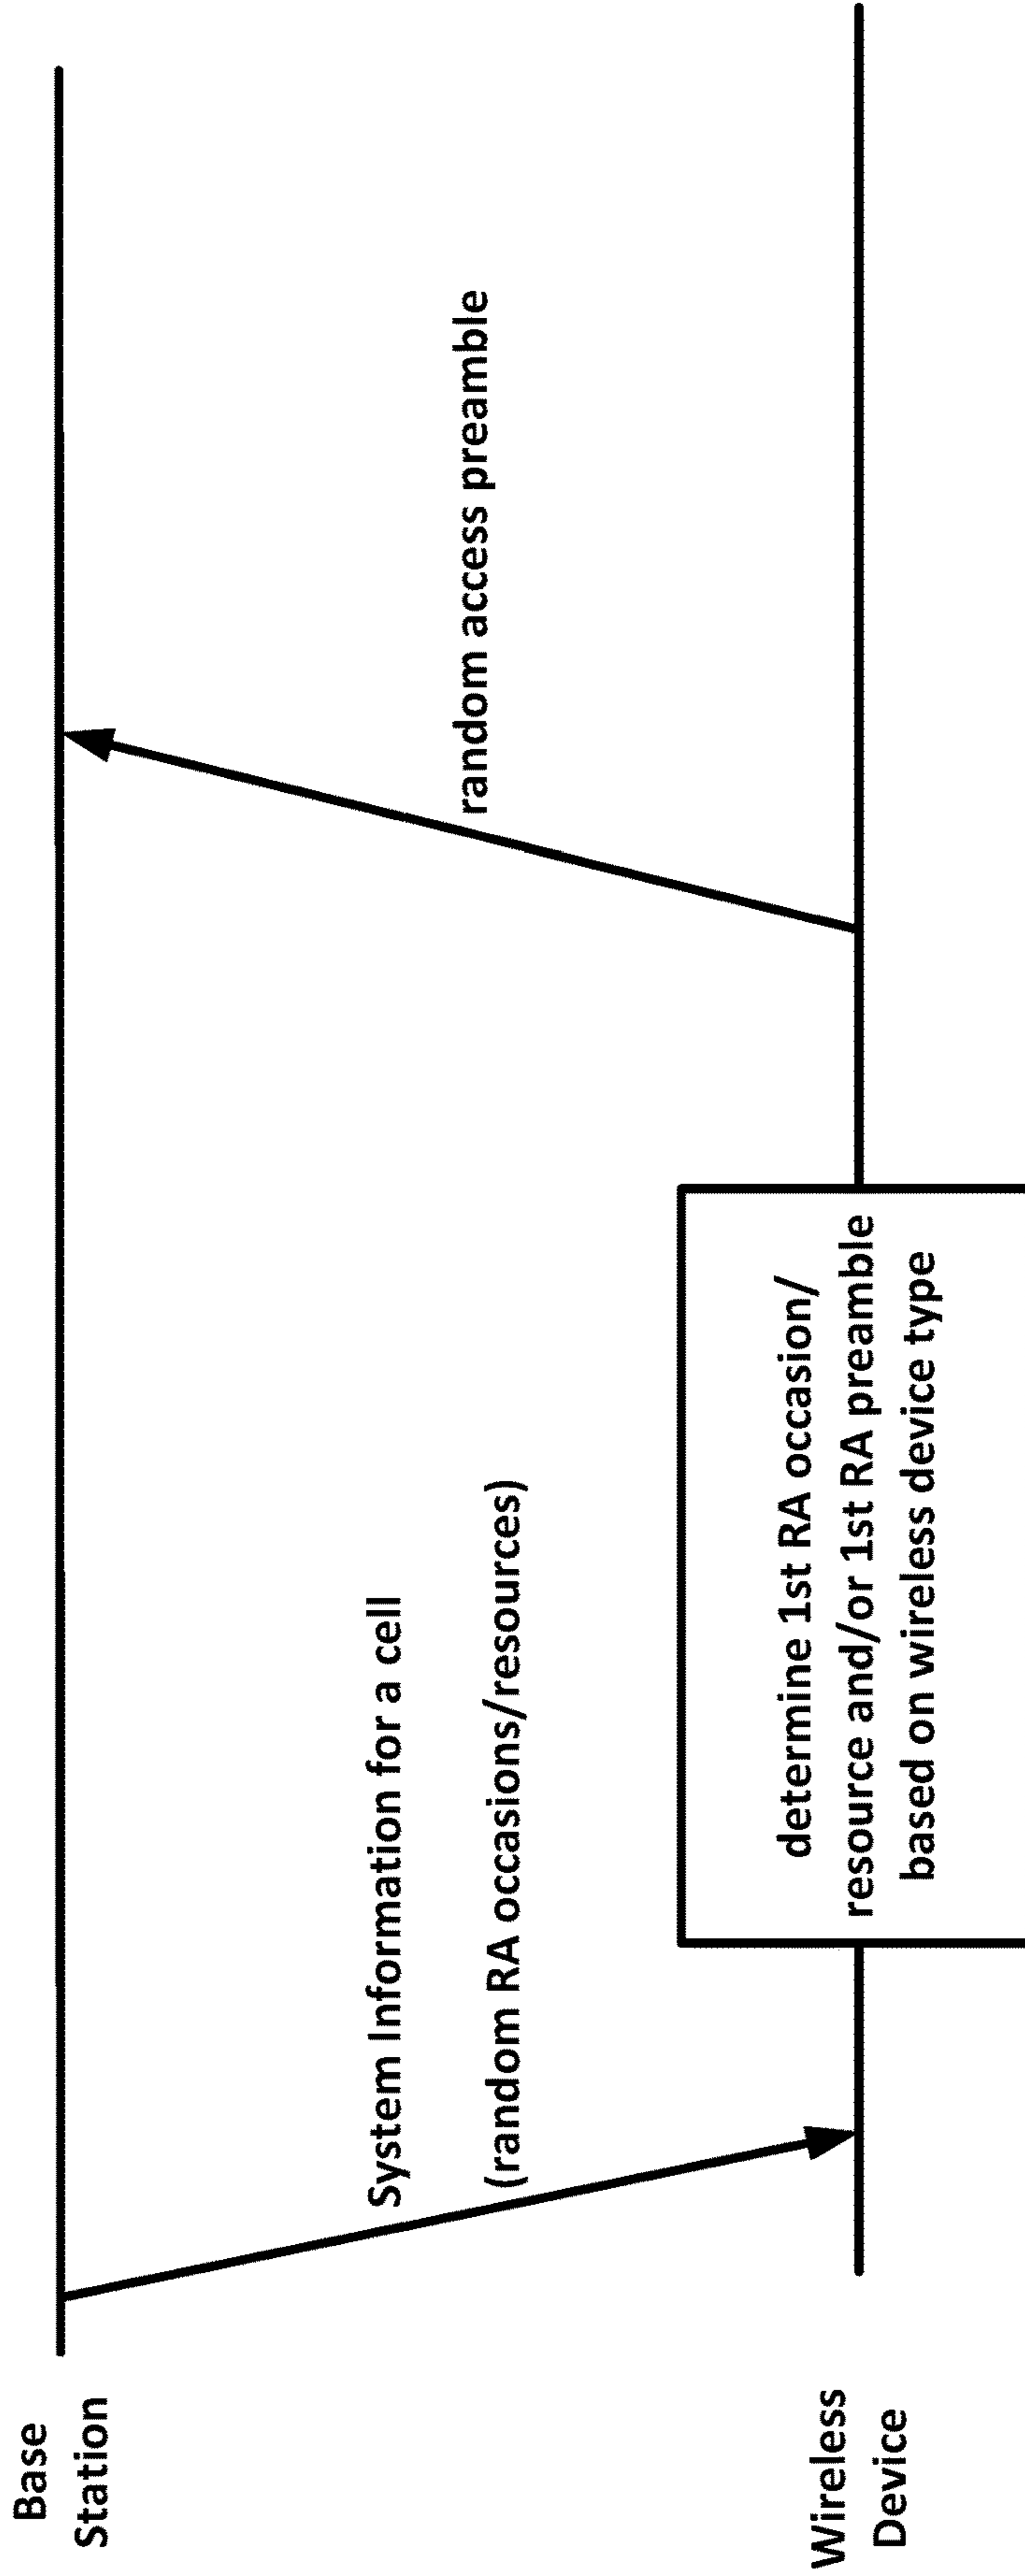 Base
Station
System Information for a cell
(random RA occasions/resources)
random access preamble
determine 1st RA occasion/
resource and/or 1st RA preamble
based on wireless device type
Wireless
Device